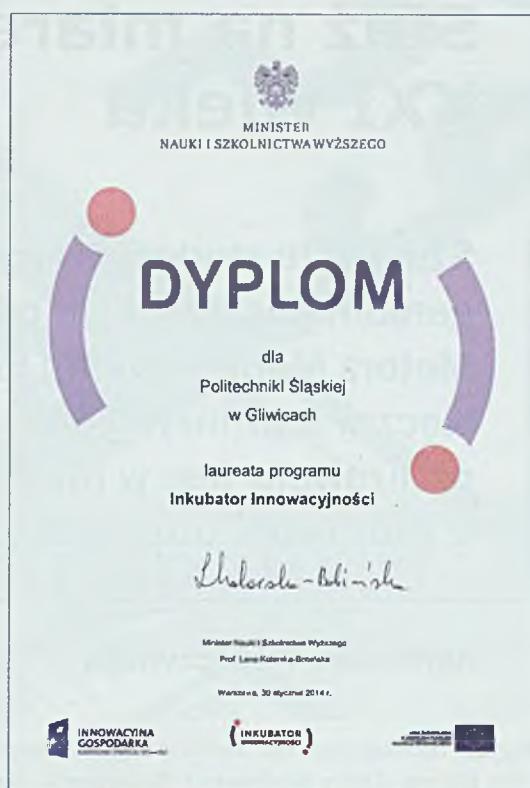 MINISTER
NAUKI I SZKOLNICTWA WYŻSZEGO
DYPLOM
dla
Politechniki Śląskiej
w Gliwicach
laureata programu
Inkubator Innowacyjności
Minister Nauki i Szkolnictwa Wyższego
Prof. Lena Kolarska-Bobińska
Warszawa, 30 stycznia 2014 r.
INNOWACYJNA
GOSPODARKA
INKUBATOR
INNOWACYJNOŚCI